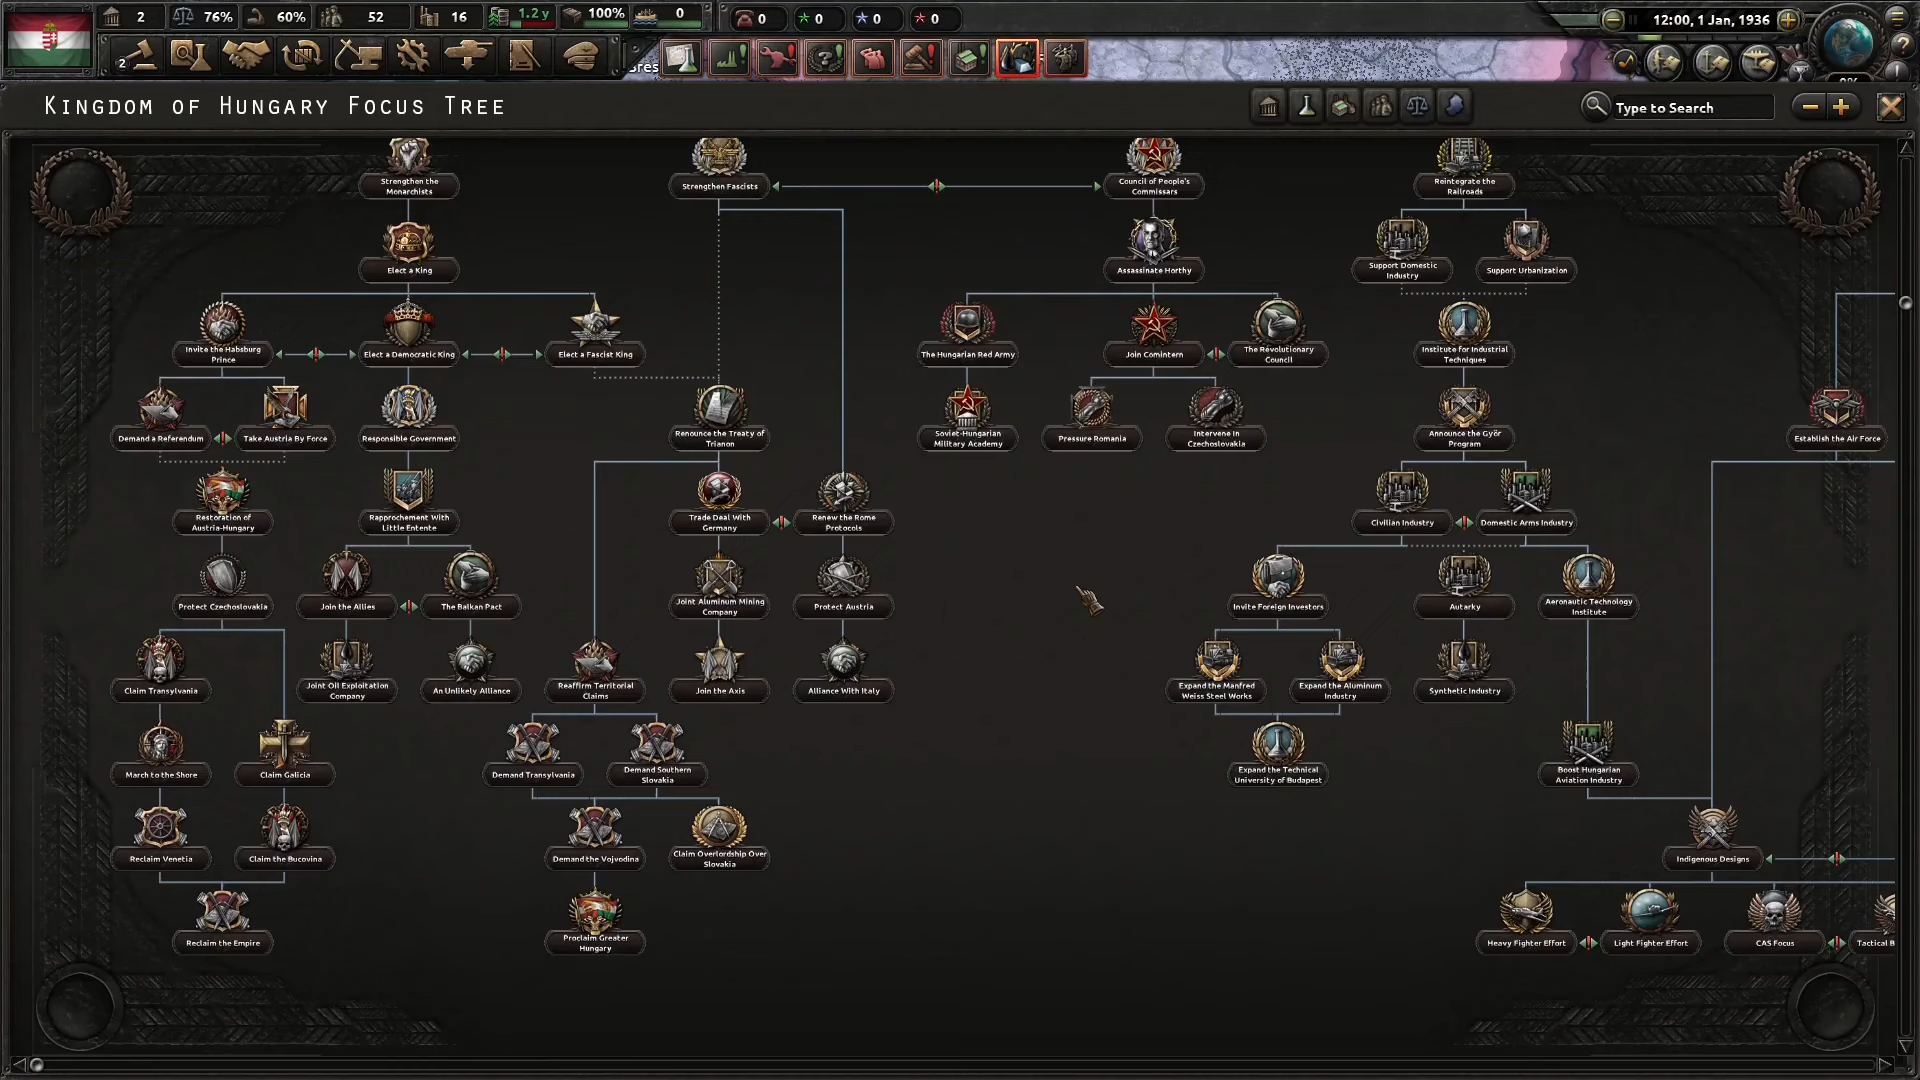 2
76%
60%
52
16
1.2 y
100%
0
0
0
0
0
12:00, 1 Jan, 1936
2
0%
Kingdom of Hungary Focus Tree
Type to Search
Strengthen the
Monarchists
Strengthen Fascists
Council of People's
Commissars
Reintegrate the
Railroads
Elect a King
Assassinate Horthy
Support Domestic
Industry
Support Urbanization
Invite the Habsburg
Prince
Elect a Democratic King
Elect a Fascist King
The Hungarian Red Army
Join Comintern
The Revolutionary
Council
Institute for Industrial
Techniques
Demand a Referendum
Take Austria By Force
Responsible Government
Renounce the Treaty of
Trianon
Soviet-Hungarian
Military Academy
Pressure Romania
Intervene In
Czechoslovakia
Announce the Győr
Program
Establish the Air Force
Restoration of
Austria-Hungary
Rapprochement With
Little Entente
Trade Deal With
Germany
Renew the Rome
Protocols
Civilian Industry
Domestic Arms Industry
Protect Czechoslovakia
Join the Allies
The Balkan Pact
Joint Aluminum Mining
Company
Protect Austria
Invite Foreign Investors
Autarky
Aeronautic Technology
Institute
Claim Transylvania
Joint Oil Exploitation
Company
An Unlikely Alliance
Reaffirm Territorial
Claims
Join the Axis
Alliance With Italy
Expand the Manfred
Weiss Steel Works
Expand the Aluminum
Industry
Synthetic Industry
March to the Shore
Claim Galicia
Demand Transylvania
Demand Southern
Slovakia
Expand the Technical
University of Budapest
Boost Hungarian
Aviation Industry
Reclaim Venetia
Claim the Bucovina
Demand the Vojvodina
Claim Overlordship Over
Slovakia
Indigenous Designs
Reclaim the Empire
Proclaim Greater
Hungary
Heavy Fighter Effort
Light Fighter Effort
CAS Focus
Tactical B